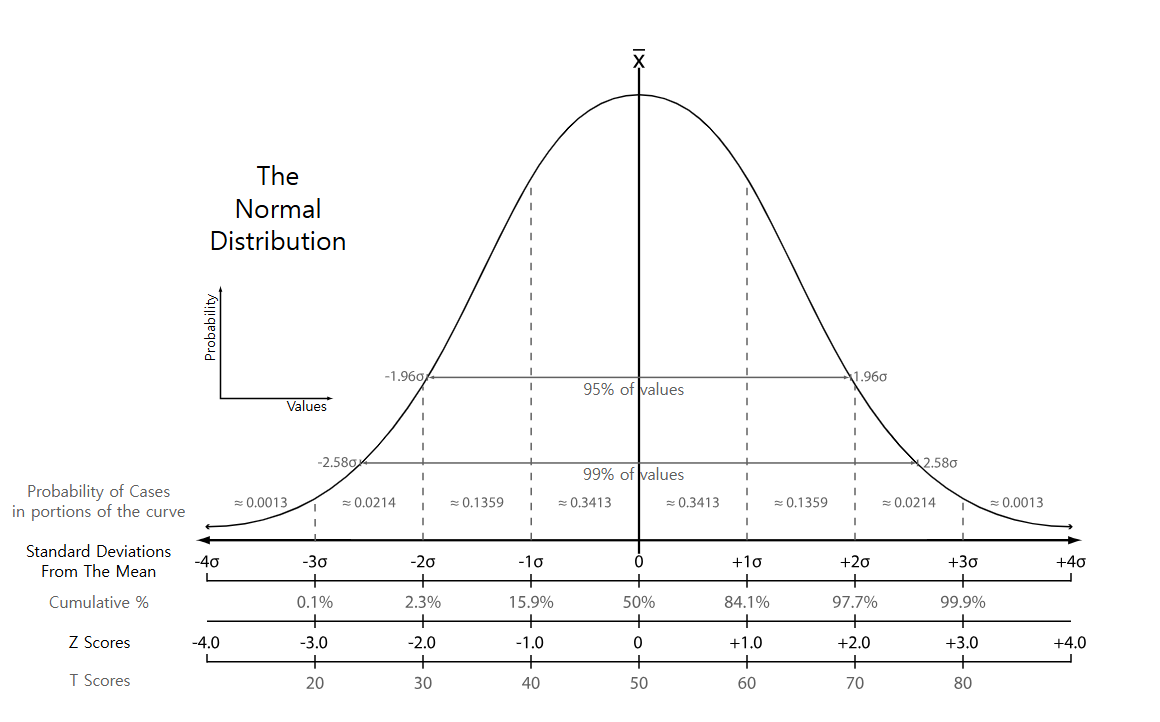 X̅
The
Normal
Distribution
Probability
Values
-1.96σ 1.96σ
95% of values
-2.58σ 2.58σ
99% of values
Probability of Cases
in portions of the curve
≈ 0.0013 ≈ 0.0214 ≈ 0.1359 ≈ 0.3413 ≈ 0.3413 ≈ 0.1359 ≈ 0.0214 ≈ 0.0013
Standard Deviations
From The Mean
-4σ -3σ -2σ -1σ 0 +1σ +2σ +3σ +4σ
Cumulative % 0.1% 2.3% 15.9% 50% 84.1% 97.7% 99.9%
Z Scores -4.0 -3.0 -2.0 -1.0 0 +1.0 +2.0 +3.0 +4.0
T Scores 20 30 40 50 60 70 80